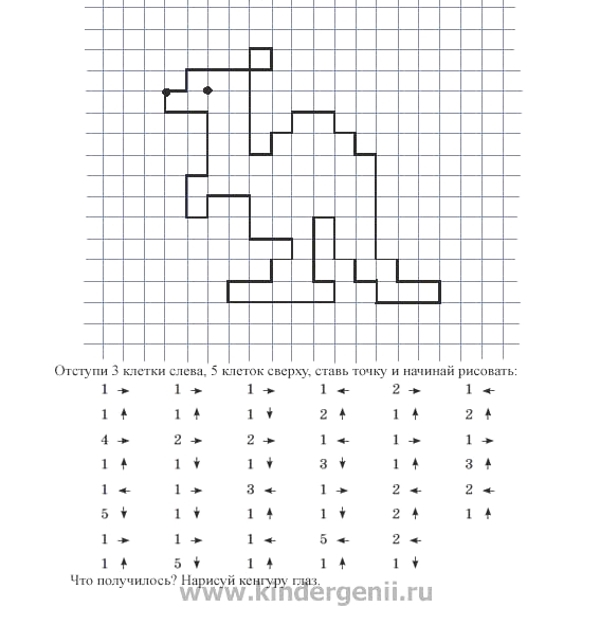 Отступи 3 клетки слева, 5 клеток сверху, ставь точку и начинай рисовать:
1 → 1 → 1 → 1 ← 2 → 1 ←
1 ↑ 1 ↑ 1 ↓ 2 ↑ 1 ↑ 2 ↑
4 → 2 → 2 → 1 ← 1 → 1 →
1 ↑ 1 ↓ 1 ↓ 3 ↓ 1 ↑ 3 ↑
1 ← 1 → 3 ← 1 → 2 ← 2 ←
5 ↓ 1 ↓ 1 ↑ 1 ↓ 2 ↑ 1 ↑
1 → 1 → 1 ← 5 ← 2 ←
1 ↑ 5 ↓ 1 ↑ 1 ↑ 1 ↓
Что получилось? Нарисуй кенгуру глаз.
www.kindergenii.ru